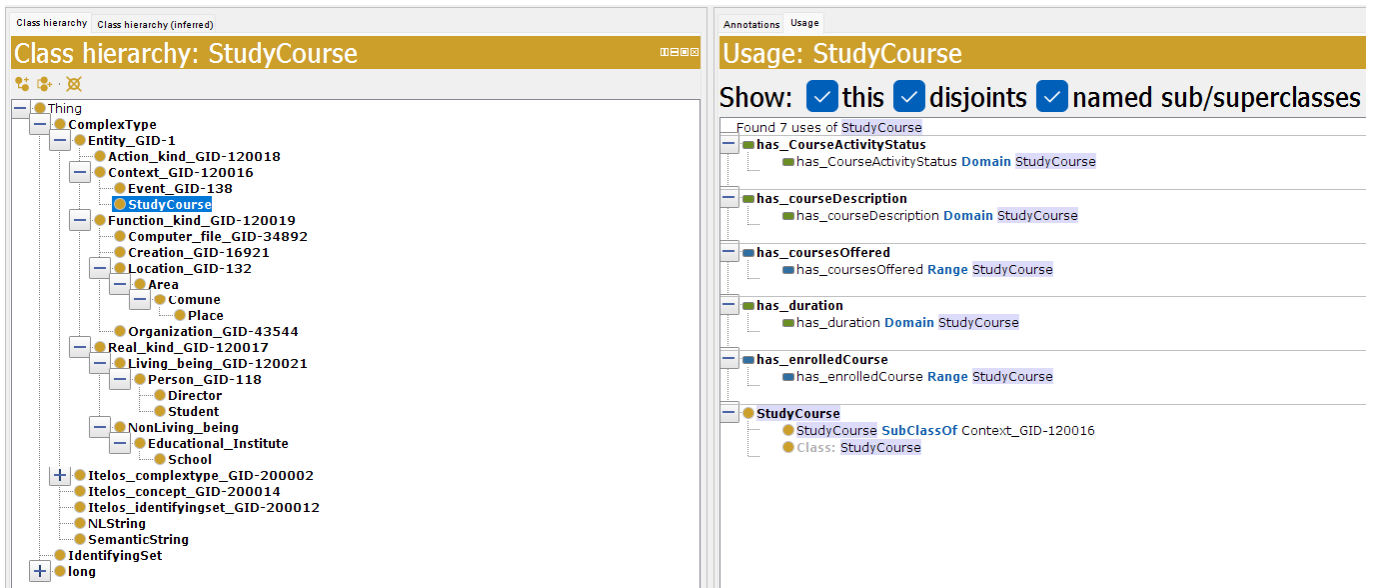 Class hierarchy Class hierarchy (inferred)
Class hierarchy: StudyCourse
Thing
ComplexType
Entity_GID-1
Action_kind_GID-120018
Context_GID-120016
Event_GID-138
StudyCourse
Function_kind_GID-120019
Computer_file_GID-34892
Creation_GID-16921
Location_GID-132
Area
Comune
Place
Organization_GID-43544
Real_kind_GID-120017
Living_being_GID-120021
Person_GID-118
Director
Student
NonLiving_being
Educational_Institute
School
Itelos_complextype_GID-200002
Itelos_concept_GID-200014
Itelos_identifyingset_GID-200012
NLString
SemanticString
IdentifyingSet
long
Annotations Usage
Usage: StudyCourse
Show: this disjoints named sub/superclasses
Found 7 uses of StudyCourse
has_CourseActivityStatus
has_CourseActivityStatus Domain StudyCourse
has_courseDescription
has_courseDescription Domain StudyCourse
has_coursesOffered
has_coursesOffered Range StudyCourse
has_duration
has_duration Domain StudyCourse
has_enrolledCourse
has_enrolledCourse Range StudyCourse
StudyCourse
StudyCourse SubClassOf Context_GID-120016
Class: StudyCourse